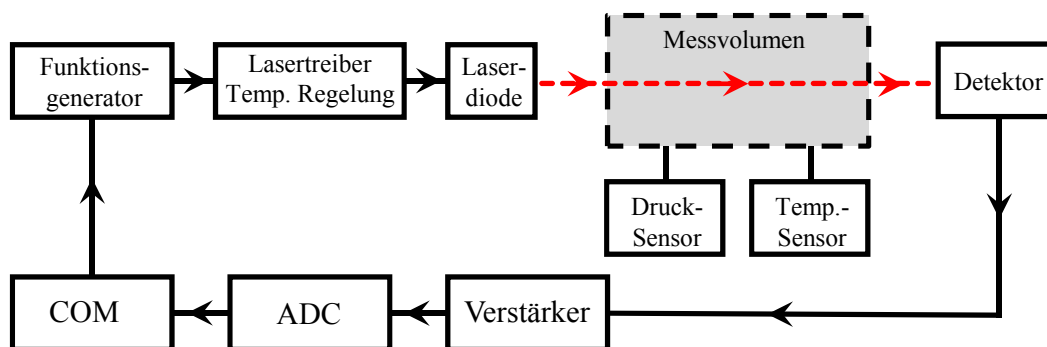 Funktions-
generator
Lasertreiber
Temp. Regelung
Laser-
diode
Messvolumen
Detektor
Druck-
Sensor
Temp.-
Sensor
COM
ADC
Verstärker